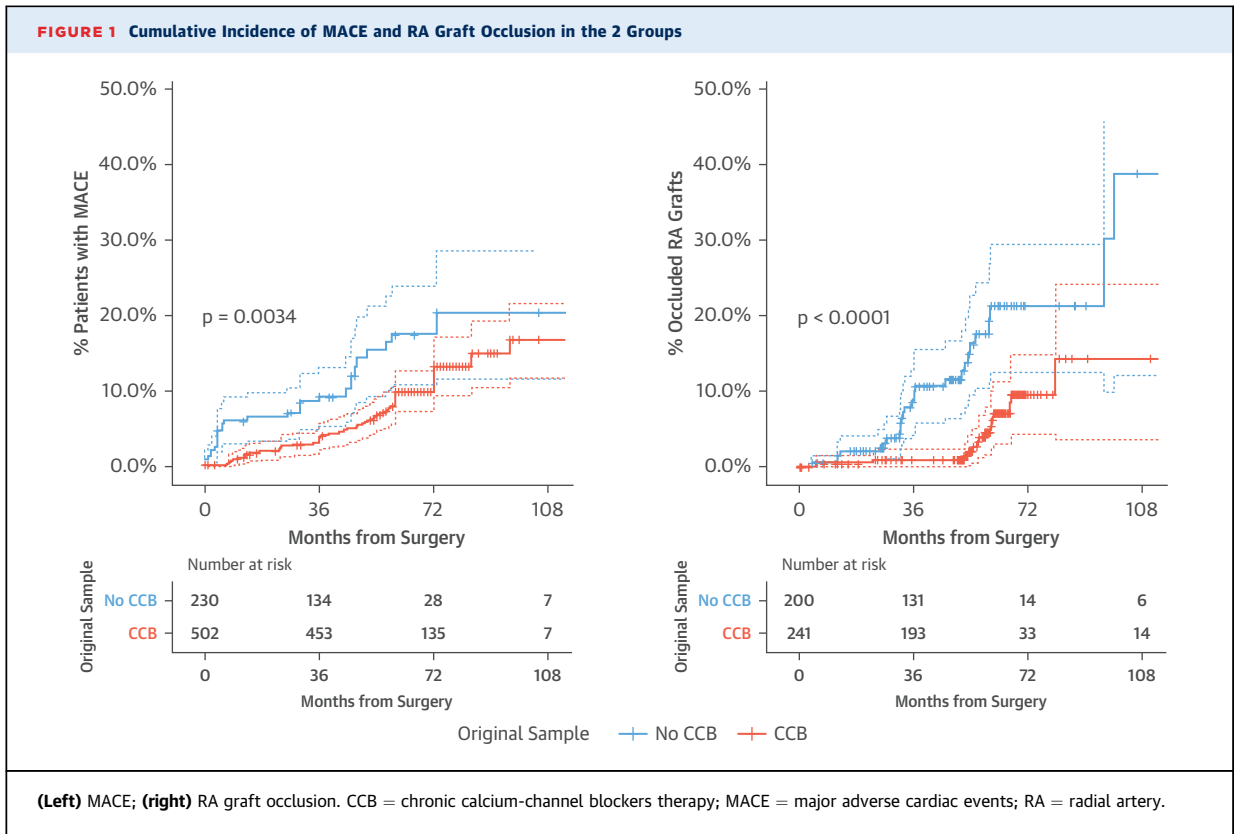 FIGURE 1 Cumulative Incidence of MACE and RA Graft Occlusion in the 2 Groups
% Patients with MACE
50.0%
40.0%
30.0%
20.0%
10.0%
0.0%
p = 0.0034
0 36 72 108
Months from Surgery
Original Sample
Number at risk
No CCB 230 134 28 7
CCB 502 453 135 7
0 36 72 108
Months from Surgery
% Occluded RA Grafts
50.0%
40.0%
30.0%
20.0%
10.0%
0.0%
p < 0.0001
0 36 72 108
Months from Surgery
Original Sample
Number at risk
No CCB 200 131 14 6
CCB 241 193 33 14
0 36 72 108
Months from Surgery
Original Sample No CCB CCB
(Left) MACE; (right) RA graft occlusion. CCB = chronic calcium-channel blockers therapy; MACE = major adverse cardiac events; RA = radial artery.